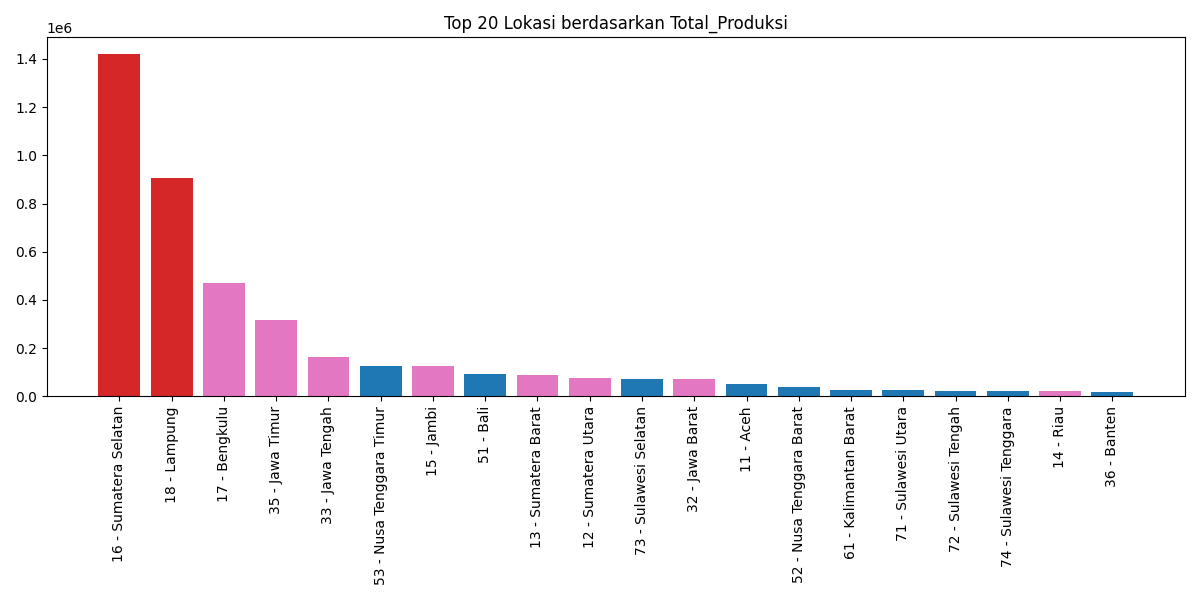 Top 20 Lokasi berdasarkan Total_Produksi
1e6
1.4
1.2
1.0
0.8
0.6
0.4
0.2
0.0
16 - Sumatera Selatan
18 - Lampung
17 - Bengkulu
35 - Jawa Timur
33 - Jawa Tengah
53 - Nusa Tenggara Timur
15 - Jambi
51 - Bali
13 - Sumatera Barat
12 - Sumatera Utara
73 - Sulawesi Selatan
32 - Jawa Barat
11 - Aceh
52 - Nusa Tenggara Barat
61 - Kalimantan Barat
71 - Sulawesi Utara
72 - Sulawesi Tengah
74 - Sulawesi Tenggara
14 - Riau
36 - Banten